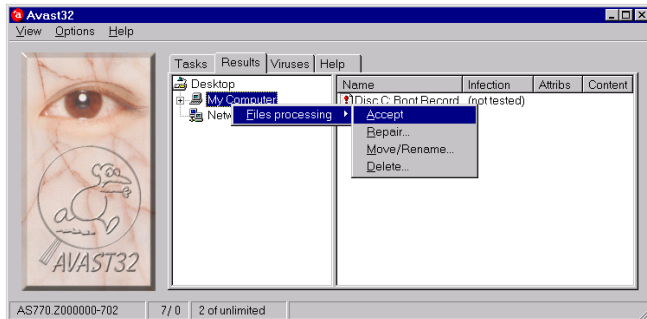 Avast32
View Options Help
Tasks Results Viruses Help
Desktop
My Computer
Netw
Name Infection Attribs Content
Disc C: Boot Record (not tested)
Files processing
Accept
Repair...
Move/Rename...
Delete...
AVAST32
AS770.Z000000-702 7/ 0 2 of unlimited